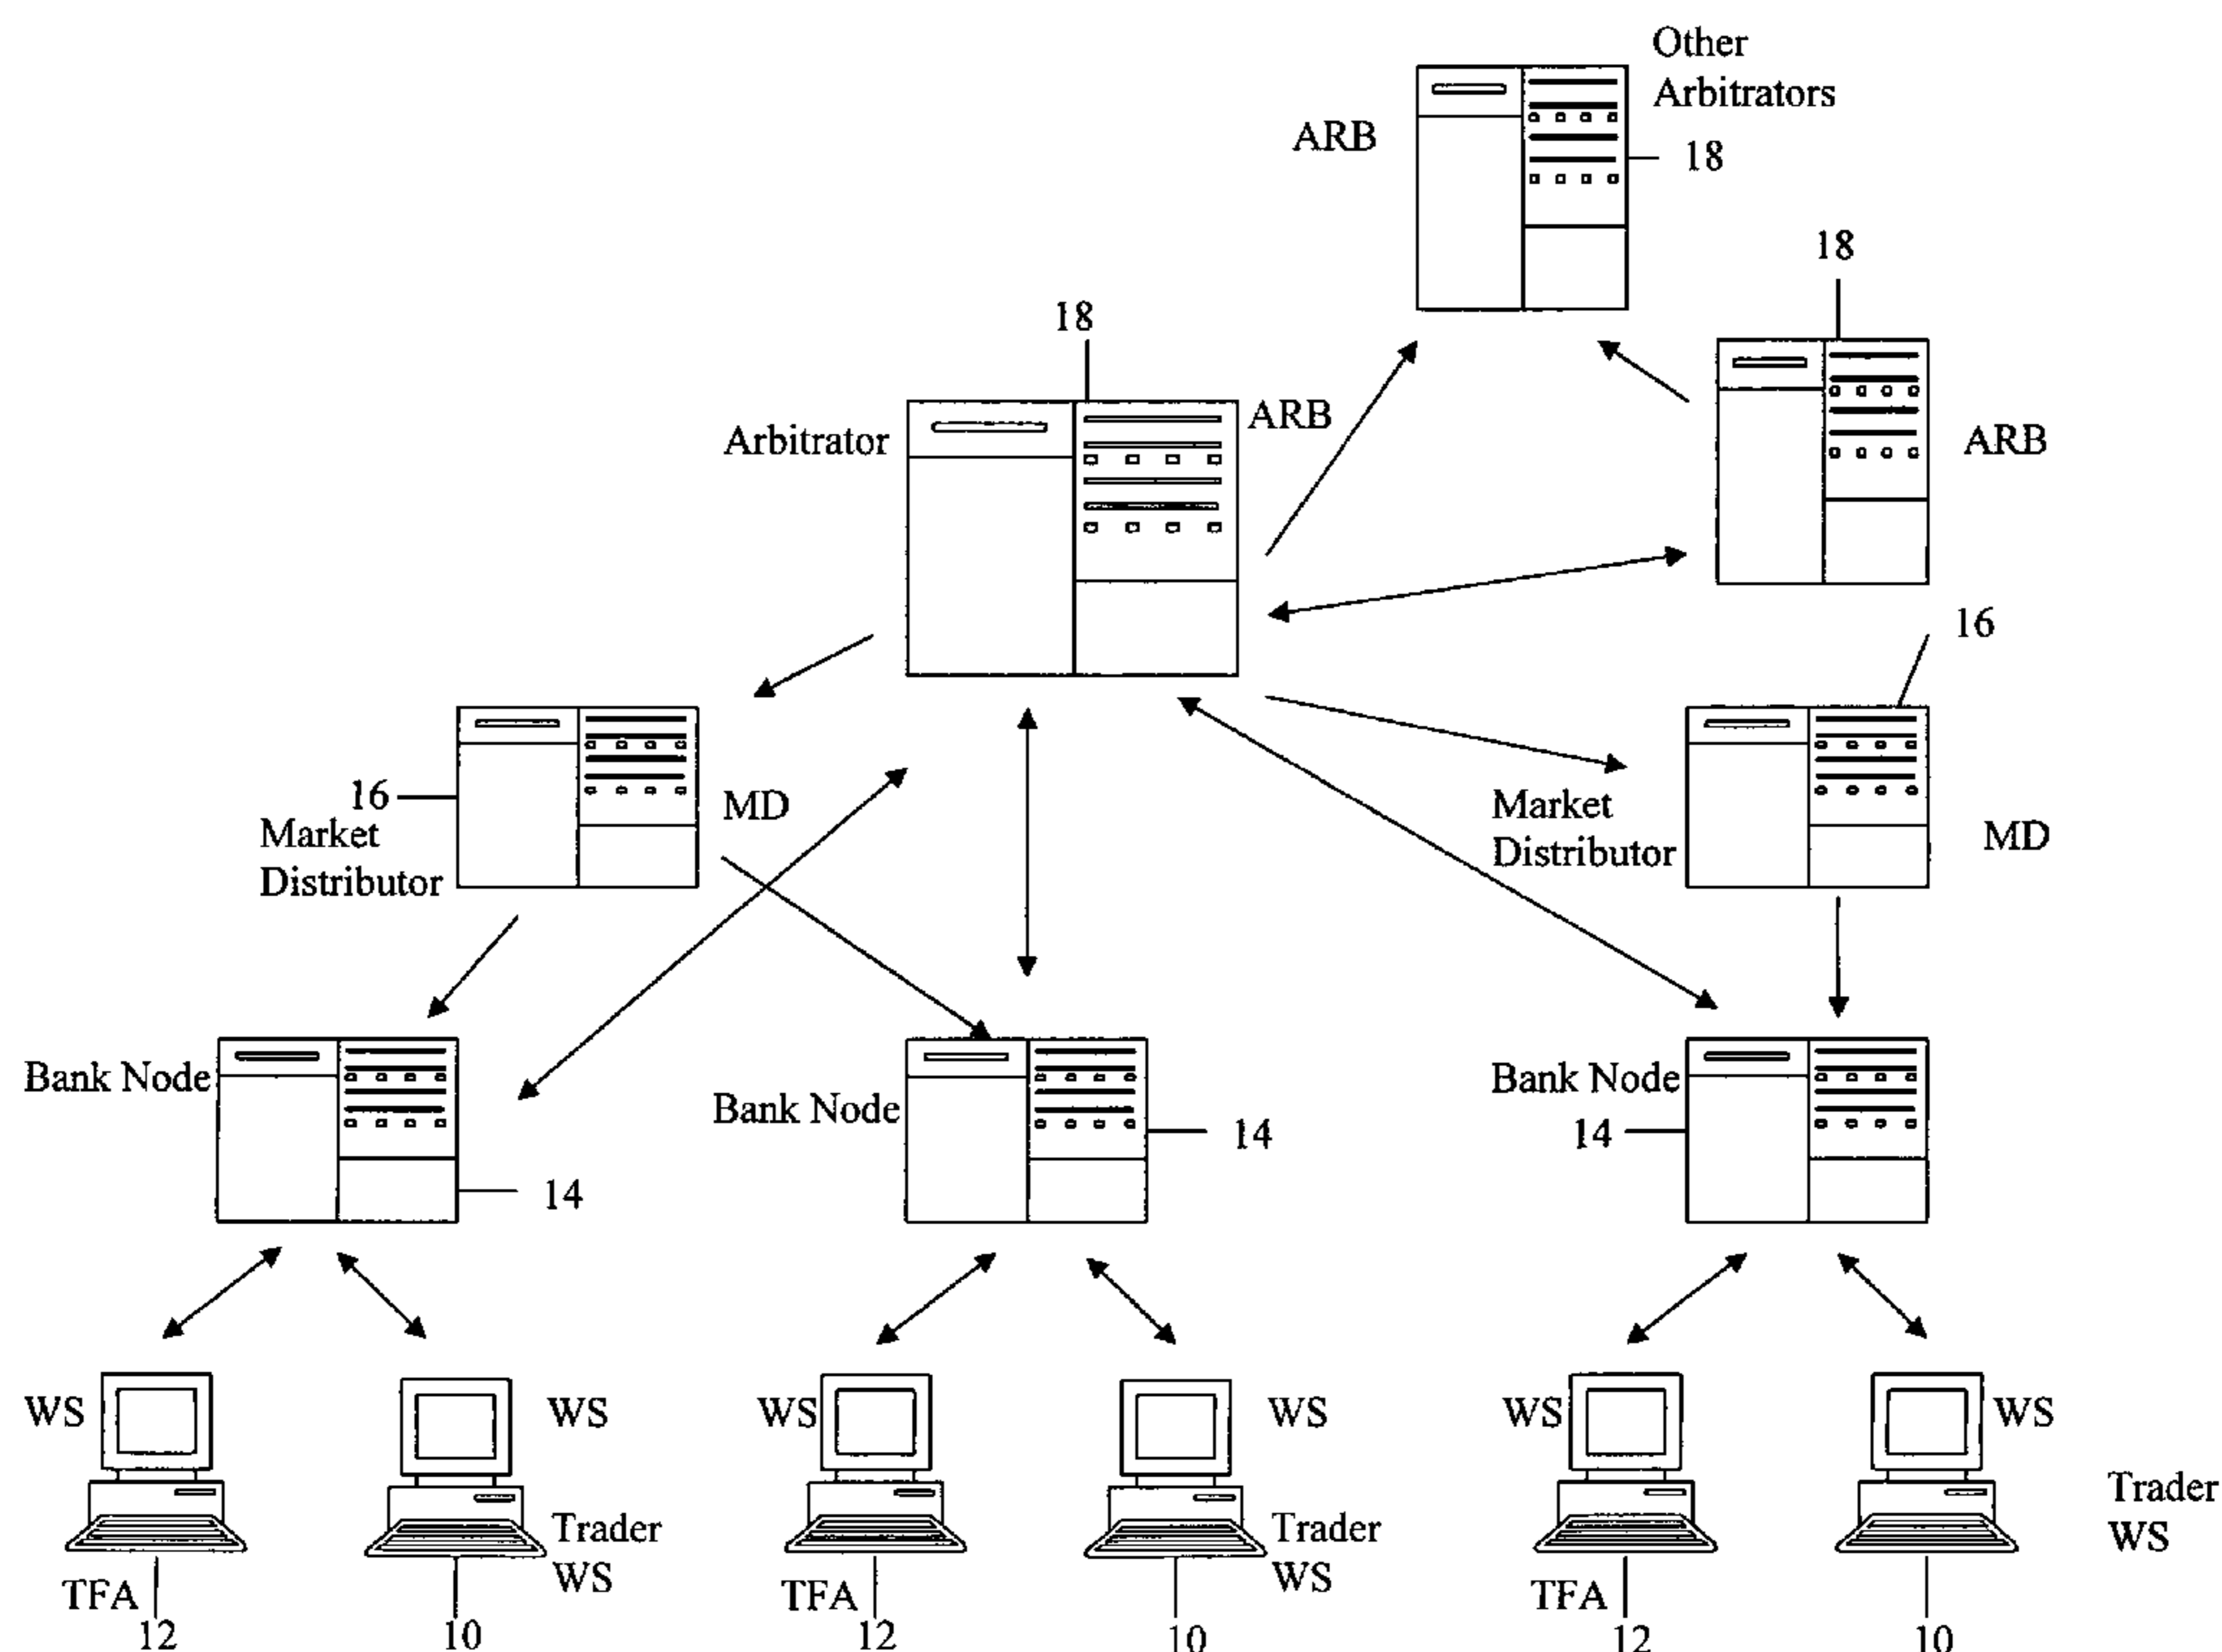 Other
Arbitrators
ARB
18
18
18
Arbitrator
ARB
ARB
16
16
Market
Distributor
MD
Market
Distributor
MD
Bank Node
14
Bank Node
14
Bank Node
14
WS
WS
WS
WS
WS
WS
Trader
WS
Trader
WS
Trader
WS
TFA
TFA
TFA
12
10
12
10
12
10